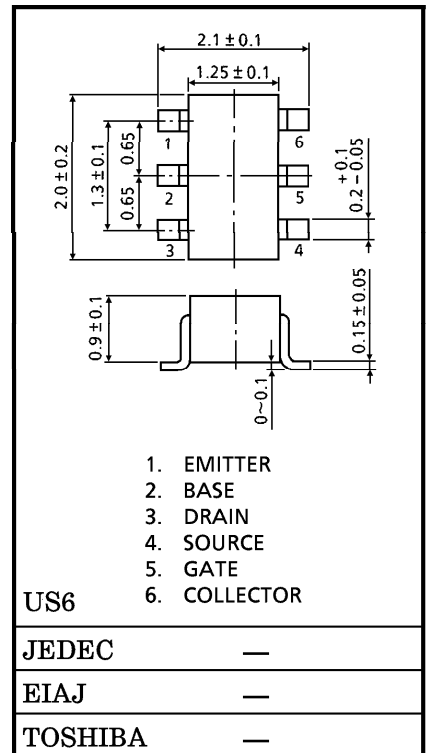 2.1±0.1
1.25±0.1
1 6
2 5
3 4
2.0±0.2
1.3±0.1
0.65
0.65
+0.1
0.2-0.05
0.9±0.1
0.15±0.05
0~0.1
1. EMITTER
2. BASE
3. DRAIN
4. SOURCE
5. GATE
6. COLLECTOR
US6
JEDEC —
EIAJ —
TOSHIBA —